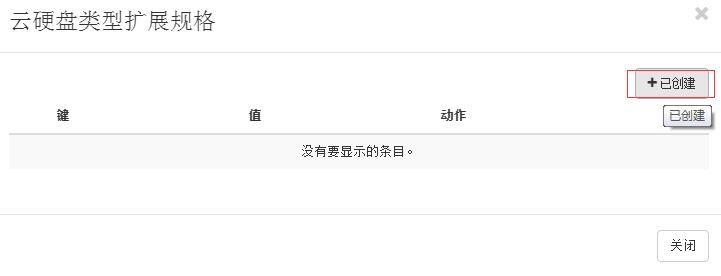 云硬盘类型扩展规格
×
+ 已创建
键 值 动作
已创建
没有要显示的条目。
关闭